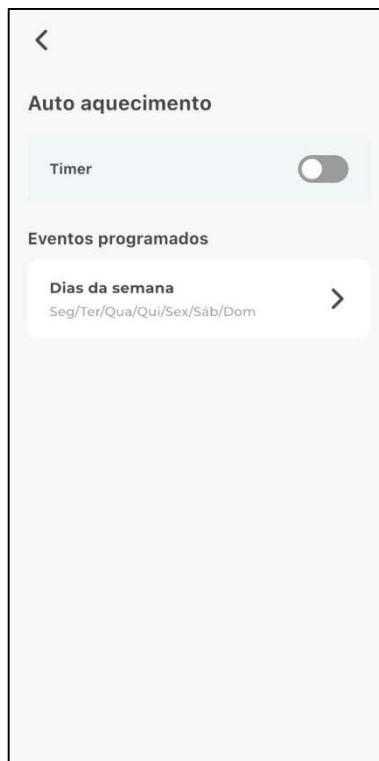 Auto aquecimento
Timer
Eventos programados
Dias da semana
Seg/Ter/Qua/Qui/Sex/Sáb/Dom